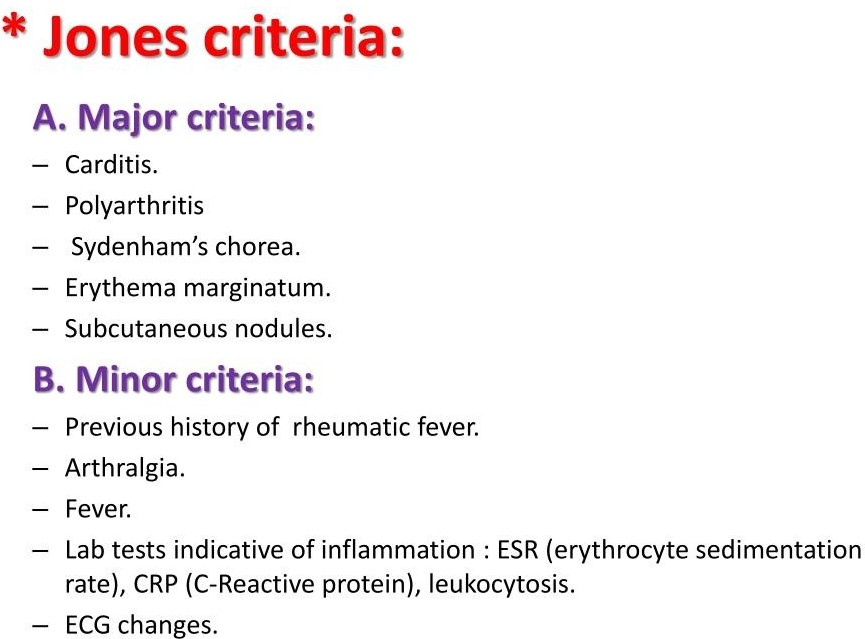 * Jones criteria:
A. Major criteria:
– Carditis.
– Polyarthritis
– Sydenham’s chorea.
– Erythema marginatum.
– Subcutaneous nodules.
B. Minor criteria:
– Previous history of  rheumatic fever.
– Arthralgia.
– Fever.
– Lab tests indicative of inflammation : ESR (erythrocyte sedimentation
rate), CRP (C-Reactive protein), leukocytosis.
– ECG changes.